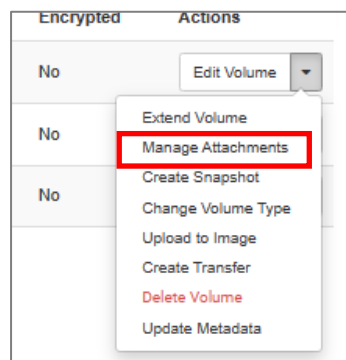 Encrypted Actions
No Edit Volume
Extend Volume
No
Manage Attachments
Create Snapshot
No
Change Volume Type
Upload to Image
Create Transfer
Delete Volume
Update Metadata